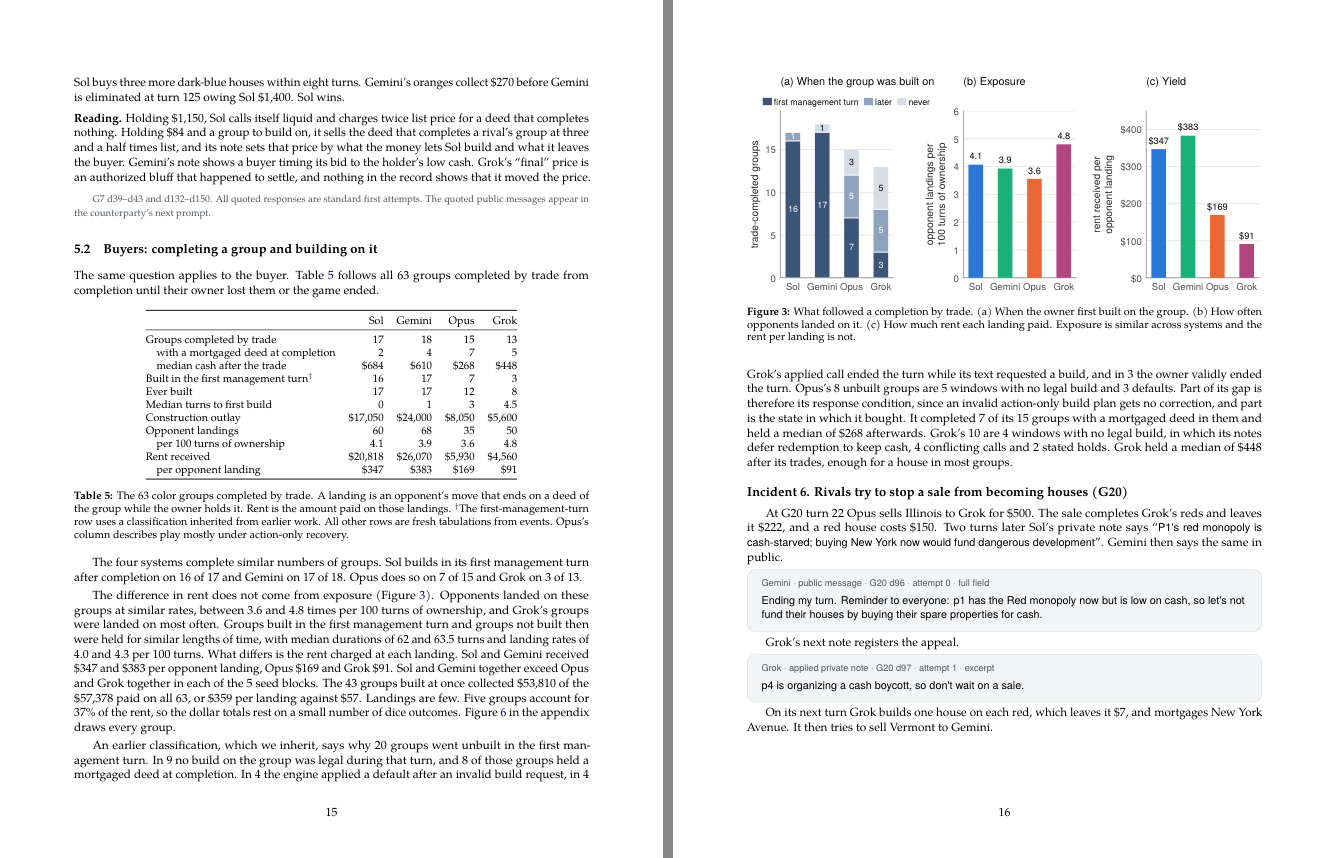 Sol buys three more dark-blue houses within eight turns. Gemini's oranges collect $270 before Gemini
is eliminated at turn 125 owing Sol $1,400. Sol wins.
Reading. Holding $1,150, Sol calls itself liquid and charges twice list price for a deed that completes
nothing. Holding $84 and a group to build on, it sells the deed that completes a rival's group at three
and a half times list, and its note sets that price by what the money lets Sol build and what it leaves
the buyer. Gemini's note shows a buyer timing its bid to the holder's low cash. Grok's “final” price is
an authorized bluff that happened to settle, and nothing in the record shows that it moved the price.
G7 d39–d43 and d132–d150. All quoted responses are standard first attempts. The quoted public messages appear in
the counterparty's next prompt.
5.2 Buyers: completing a group and building on it
The same question applies to the buyer. Table 5 follows all 63 groups completed by trade from
completion until their owner lost them or the game ended.
Sol Gemini Opus Grok
Groups completed by trade 17 18 15 13
with a mortgaged deed at completion 2 4 7 5
median cash after the trade $684 $610 $268 $448
Built in the first management turn† 16 17 7 3
Ever built 17 17 12 8
Median turns to first build 0 1 3 4.5
Construction outlay $17,050 $24,000 $8,050 $5,600
Opponent landings 60 68 35 50
per 100 turns of ownership 4.1 3.9 3.6 4.8
Rent received $20,818 $26,070 $5,930 $4,560
per opponent landing $347 $383 $169 $91
Table 5: The 63 color groups completed by trade. A landing is an opponent's move that ends on a deed of
the group while the owner holds it. Rent is the amount paid on those landings. †The first-management-turn
row uses a classification inherited from earlier work. All other rows are fresh tabulations from events. Opus's
column describes play mostly under action-only recovery.
The four systems complete similar numbers of groups. Sol builds in its first management turn
after completion on 16 of 17 and Gemini on 17 of 18. Opus does so on 7 of 15 and Grok on 3 of 13.
The difference in rent does not come from exposure (Figure 3). Opponents landed on these
groups at similar rates, between 3.6 and 4.8 times per 100 turns of ownership, and Grok's groups
were landed on most often. Groups built in the first management turn and groups not built then
were held for similar lengths of time, with median durations of 62 and 63.5 turns and landing rates of
4.0 and 4.3 per 100 turns. What differs is the rent charged at each landing. Sol and Gemini received
$347 and $383 per opponent landing, Opus $169 and Grok $91. Sol and Gemini together exceed Opus
and Grok together in each of the 5 seed blocks. The 43 groups built at once collected $53,810 of the
$57,378 paid on all 63, or $359 per landing against $57. Landings are few. Five groups account for
37% of the rent, so the dollar totals rest on a small number of dice outcomes. Figure 6 in the appendix
draws every group.
An earlier classification, which we inherit, says why 20 groups went unbuilt in the first man-
agement turn. In 9 no build on the group was legal during that turn, and 8 of those groups held a
mortgaged deed at completion. In 4 the engine applied a default after an invalid build request, in 4
15
(a) When the group was built on
first management turn later never
trade-completed groups
0 5 10 15
16 1
17 1
7 5 3
3 5 5
Sol Gemini Opus Grok
(b) Exposure
opponent landings per
100 turns of ownership
0 1 2 3 4 5 6
4.1 3.9 3.6 4.8
Sol Gemini Opus Grok
(c) Yield
rent received per
opponent landing
$0 $100 $200 $300 $400
$347 $383 $169 $91
Sol Gemini Opus Grok
Figure 3: What followed a completion by trade. (a) When the owner first built on the group. (b) How often
opponents landed on it. (c) How much rent each landing paid. Exposure is similar across systems and the
rent per landing is not.
Grok's applied call ended the turn while its text requested a build, and in 3 the owner validly ended
the turn. Opus's 8 unbuilt groups are 5 windows with no legal build and 3 defaults. Part of its gap is
therefore its response condition, since an invalid action-only build plan gets no correction, and part
is the state in which it bought. It completed 7 of its 15 groups with a mortgaged deed in them and
held a median of $268 afterwards. Grok's 10 are 4 windows with no legal build, in which its notes
defer redemption to keep cash, 4 conflicting calls and 2 stated holds. Grok held a median of $448
after its trades, enough for a house in most groups.
Incident 6. Rivals try to stop a sale from becoming houses (G20)
At G20 turn 22 Opus sells Illinois to Grok for $500. The sale completes Grok's reds and leaves
it $222, and a red house costs $150. Two turns later Sol's private note says “P1's red monopoly is
cash-starved; buying New York now would fund dangerous development”. Gemini then says the same in
public.
Gemini · public message · G20 d96 · attempt 0 · full field
Ending my turn. Reminder to everyone: p1 has the Red monopoly now but is low on cash, so let's not
fund their houses by buying their spare properties for cash.
Grok's next note registers the appeal.
Grok · applied private note · G20 d97 · attempt 1 · excerpt
p4 is organizing a cash boycott, so don't wait on a sale.
On its next turn Grok builds one house on each red, which leaves it $7, and mortgages New York
Avenue. It then tries to sell Vermont to Gemini.
16